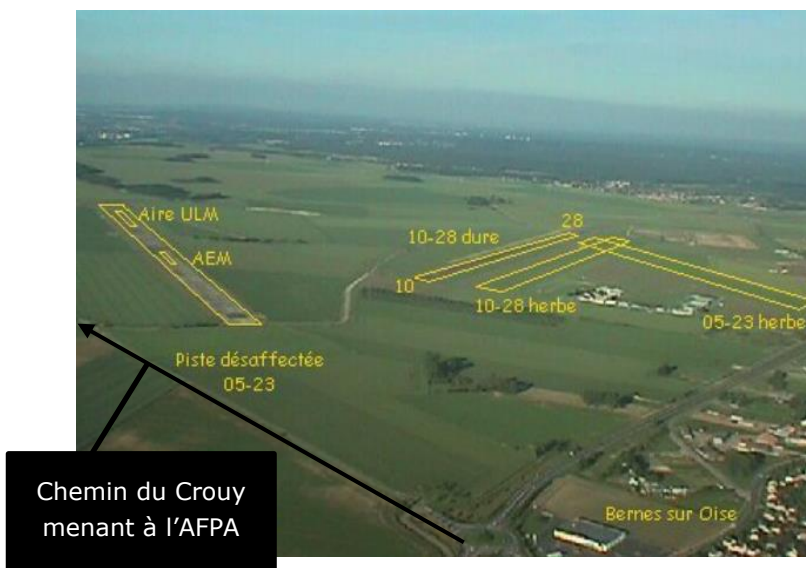 Aire ULM
AEM
10-28 dure
28
10
10-28 herbe
05-23 herbe
Piste désaffectée
05-23
Chemin du Crouy
menant à l'AFPA
Bernes sur Oise